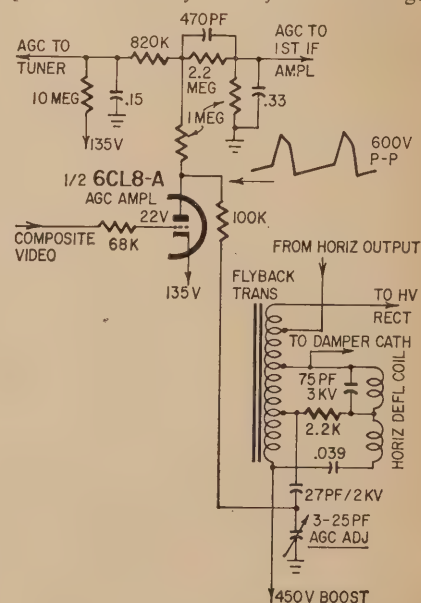 470PF
AGC TO
TUNER
820K
AGC TO
1ST IF
AMPL
2.2
MEG
10 MEG
.15
1MEG
.33
135V
600V
P-P
1/2 6CL8-A
AGC AMPL
22V
100K
COMPOSITE
VIDEO
68K
135V
FROM HORIZ OUTPUT
FLYBACK
TRANS
TO HV
RECT
TO DAMPER CATH
75PF
3KV
2.2K
HORIZ DEFL COIL
.039
27PF/2KV
3-25PF
AGC ADJ
450V BOOST